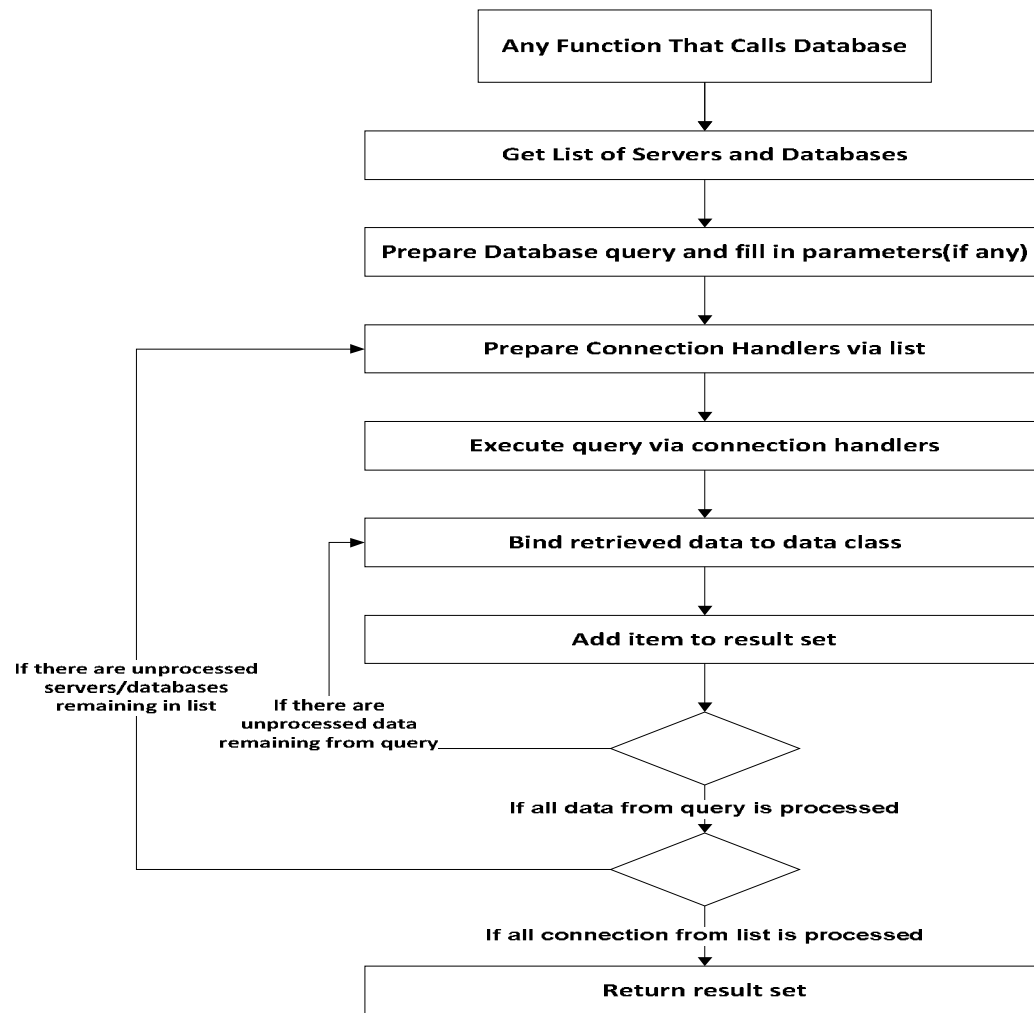 Any Function That Calls Database
Get List of Servers and Databases
Prepare Database query and fill in parameters(if any)
Prepare Connection Handlers via list
Execute query via connection handlers
Bind retrieved data to data class
Add item to result set
If there are unprocessed
servers/databases
remaining in list
If there are
unprocessed data
remaining from query
If all data from query is processed
If all connection from list is processed
Return result set